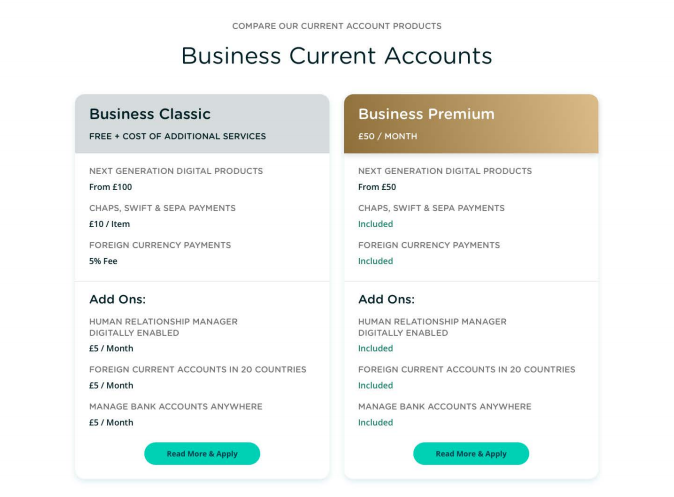 COMPARE OUR CURRENT ACCOUNT PRODUCTS
Business Current Accounts
Business Classic
FREE + COST OF ADDITIONAL SERVICES
NEXT GENERATION DIGITAL PRODUCTS
From £100
CHAPS, SWIFT & SEPA PAYMENTS
£10 / Item
FOREIGN CURRENCY PAYMENTS
5% Fee
Add Ons:
HUMAN RELATIONSHIP MANAGER
DIGITALLY ENABLED
£5 / Month
FOREIGN CURRENT ACCOUNTS IN 20 COUNTRIES
£5 / Month
MANAGE BANK ACCOUNTS ANYWHERE
£5 / Month
Read More & Apply
Business Premium
£50 / MONTH
NEXT GENERATION DIGITAL PRODUCTS
From £50
CHAPS, SWIFT & SEPA PAYMENTS
Included
FOREIGN CURRENCY PAYMENTS
Included
Add Ons:
HUMAN RELATIONSHIP MANAGER
DIGITALLY ENABLED
Included
FOREIGN CURRENT ACCOUNTS IN 20 COUNTRIES
Included
MANAGE BANK ACCOUNTS ANYWHERE
Included
Read More & Apply